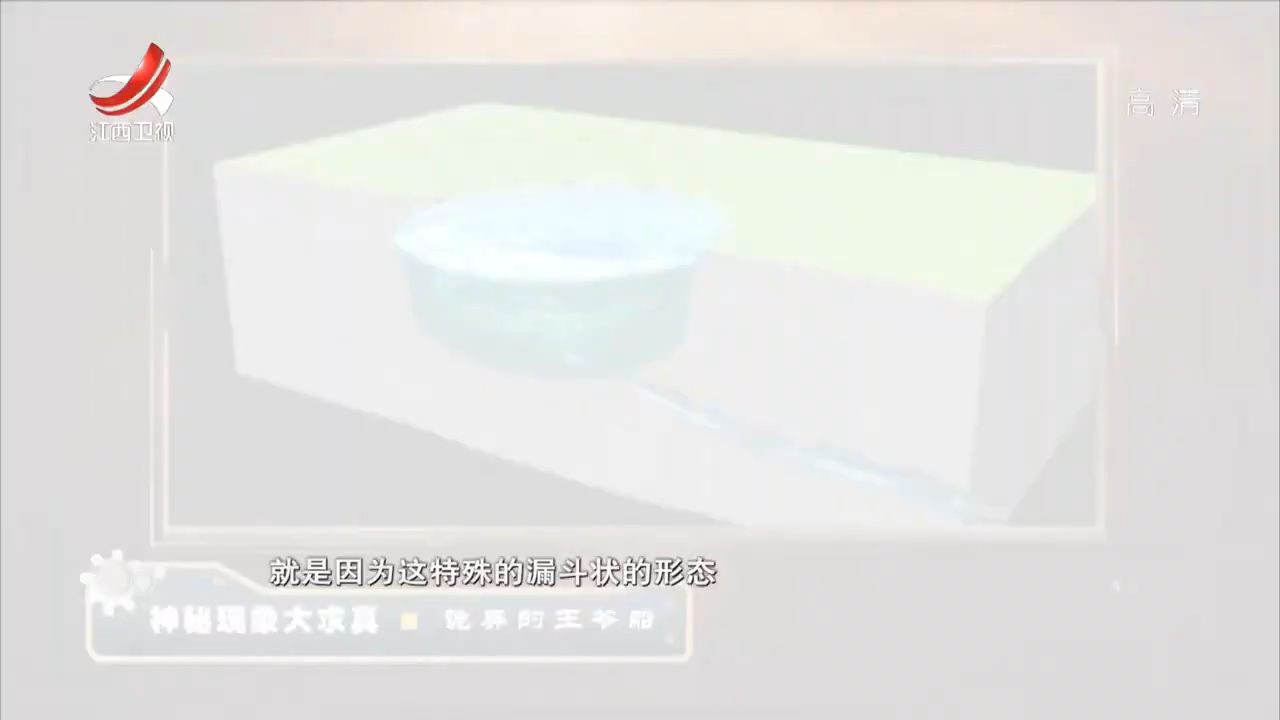 江西卫视
高清
就是因为这特殊的漏斗状的形态
神秘现象大求真 诡异的王爷船